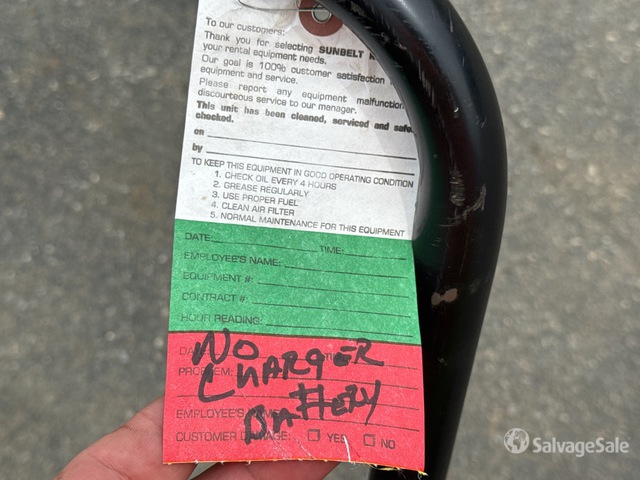 To our customers:
Thank you for selecting SUNBELT
your rental equipment needs.
Our goal is 100% customer satisfaction
equipment and service.
Please report any equipment malfunction
discourteous service to our manager.
This unit has been cleaned, serviced and
checked.
on
by
TO KEEP THIS EQUIPMENT IN GOOD OPERATING CONDITION
1. CHECK OIL EVERY 4 HOURS
2. GREASE REGULARLY
3. USE PROPER FUEL
4. CLEAN AIR FILTER
5. NORMAL MAINTENANCE FOR THIS EQUIPMENT
DATE: TIME:
EMPLOYEE'S NAME:
EQUIPMENT #:
CONTRACT #:
HOUR READING:
NO
CHARGER
PROBLEM:
BATTERY
EMPLOYEE'S
CUSTOMER DAMAGE: YES NO
SalvageSale